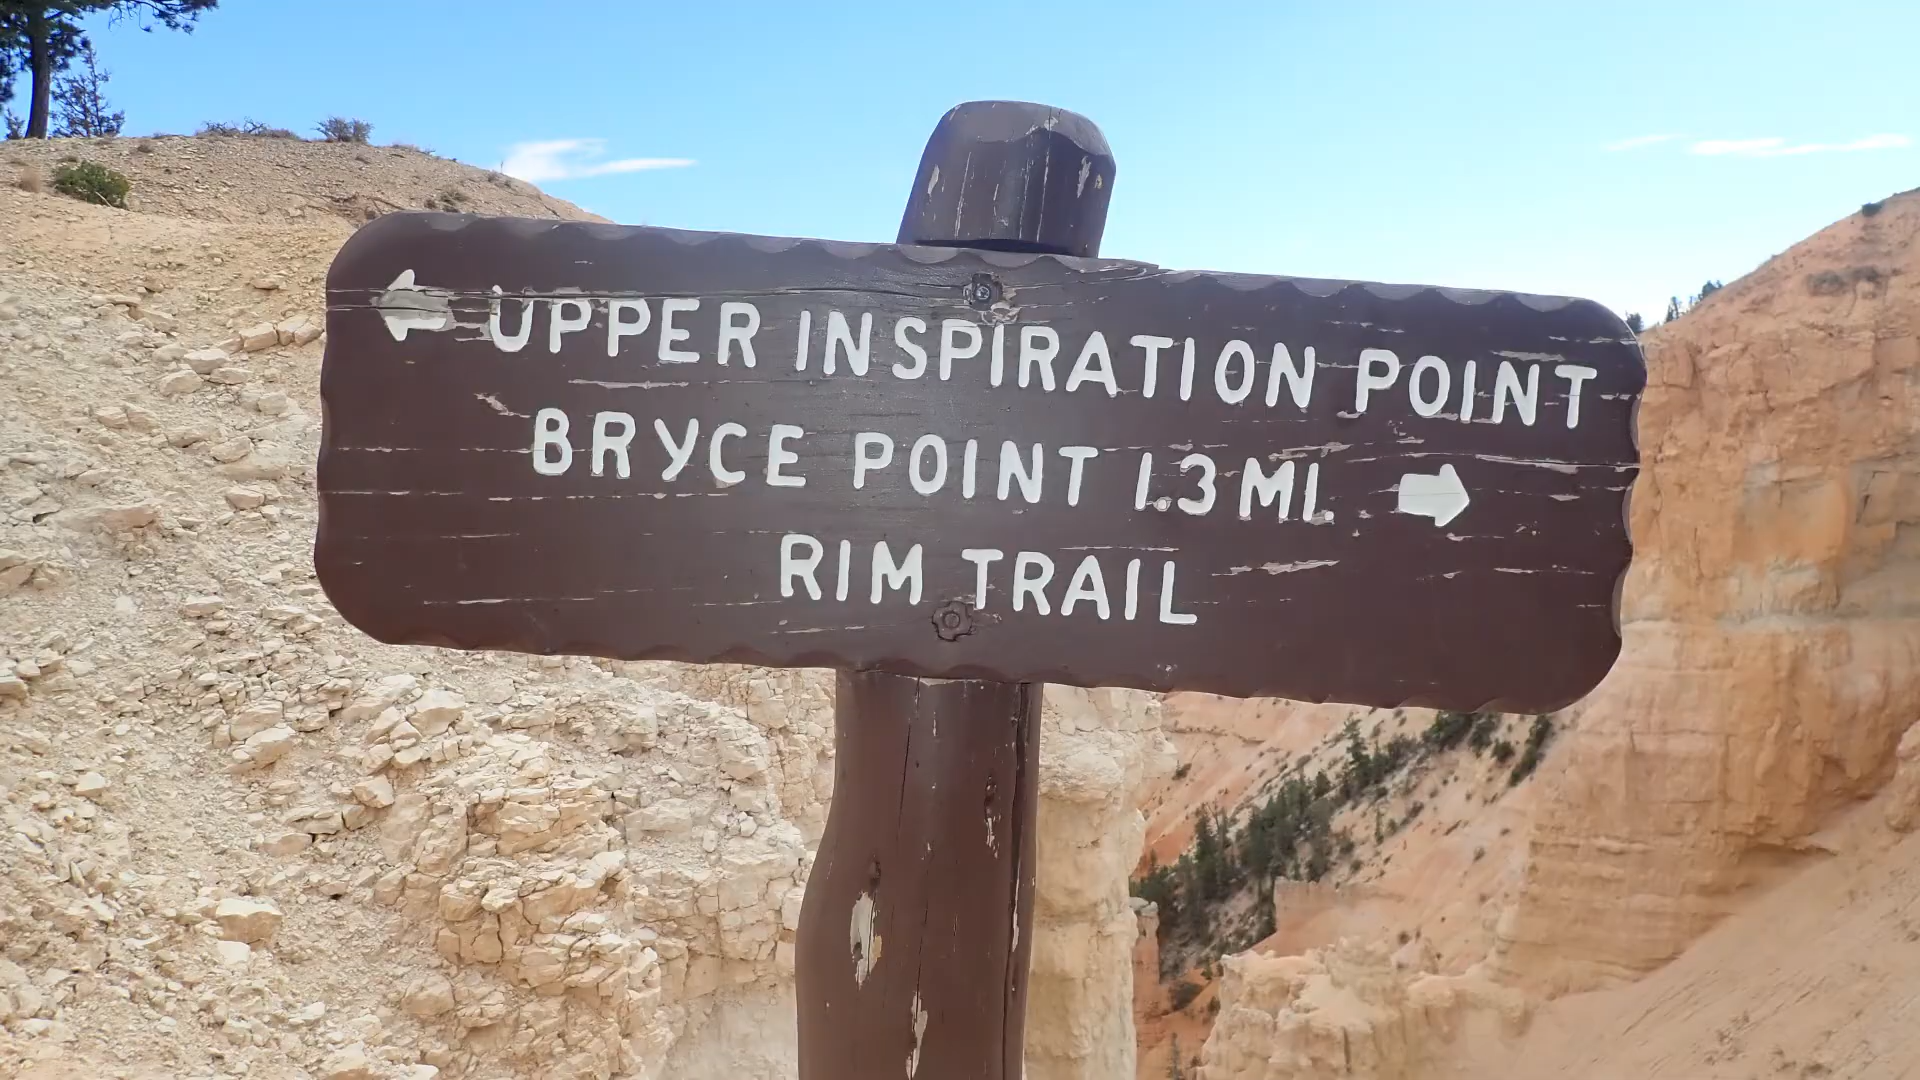 ← UPPER INSPIRATION POINT
BRYCE POINT 1.3 MI. →
RIM TRAIL